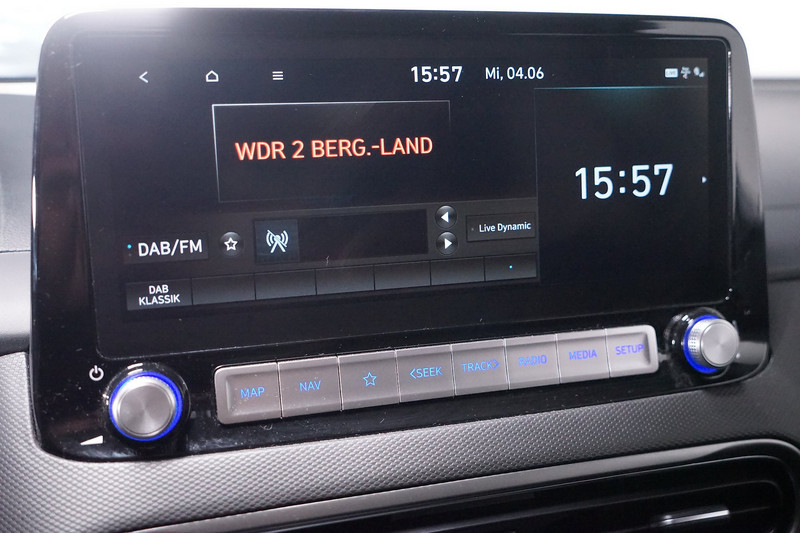 15:57 Mi, 04.06
WDR 2 BERG.-LAND
15:57
DAB/FM
Live Dynamic
DAB
KLASSIK
MAP
NAV
<SEEK
TRACK>
RADIO
MEDIA
SETUP